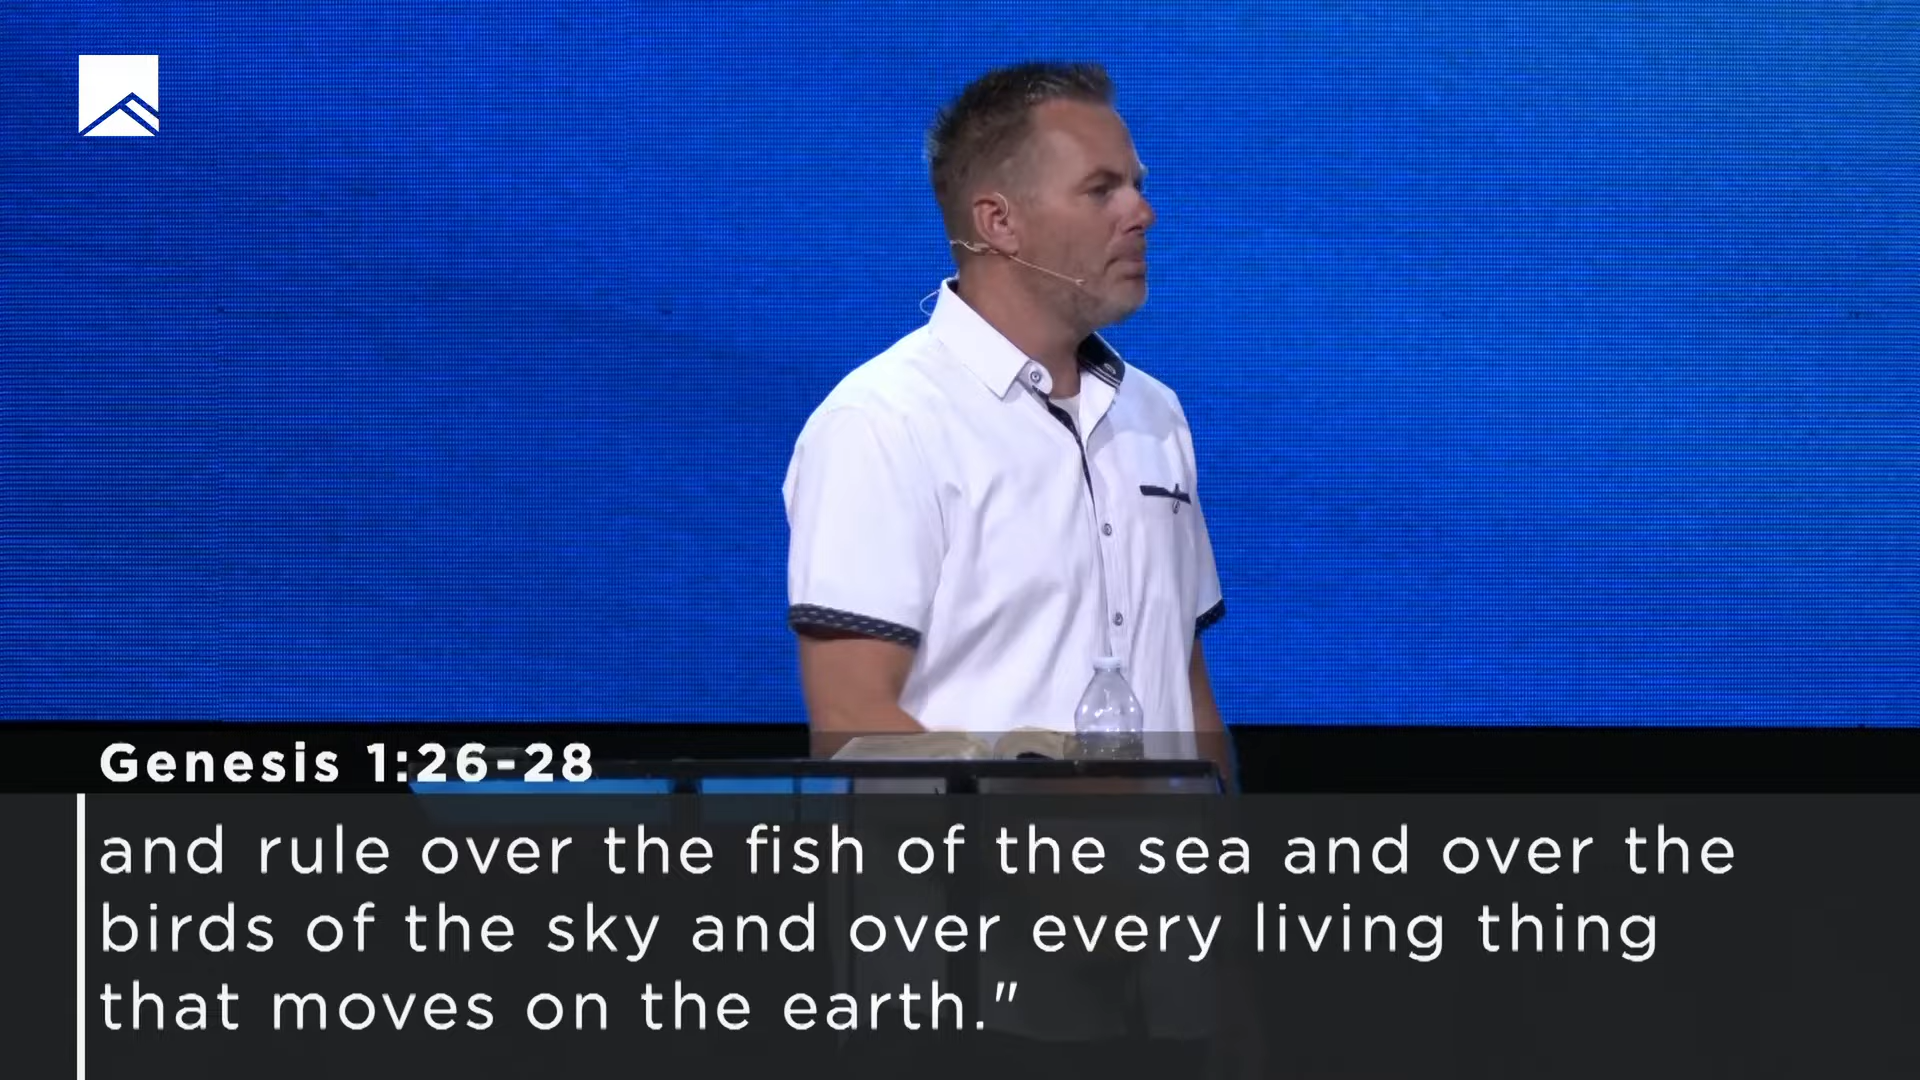 Genesis 1:26-28
and rule over the fish of the sea and over the
birds of the sky and over every living thing
that moves on the earth."